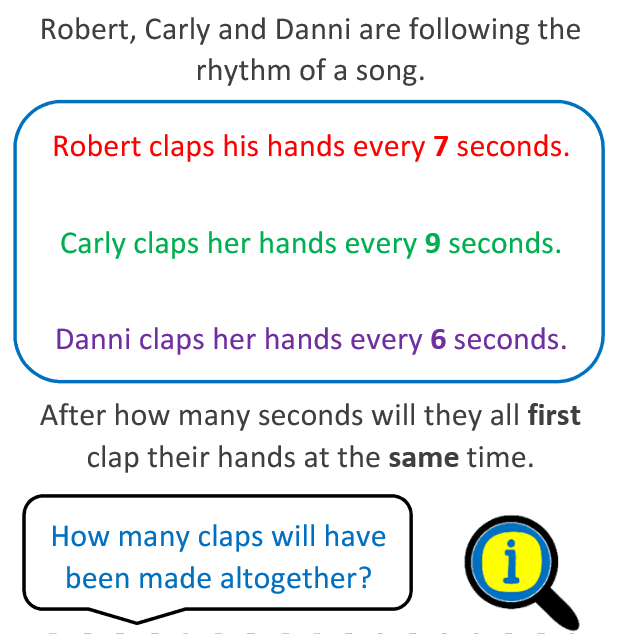 Robert, Carly and Danni are following the
rhythm of a song.
Robert claps his hands every 7 seconds.
Carly claps her hands every 9 seconds.
Danni claps her hands every 6 seconds.
After how many seconds will they all first
clap their hands at the same time.
How many claps will have
been made altogether?
i